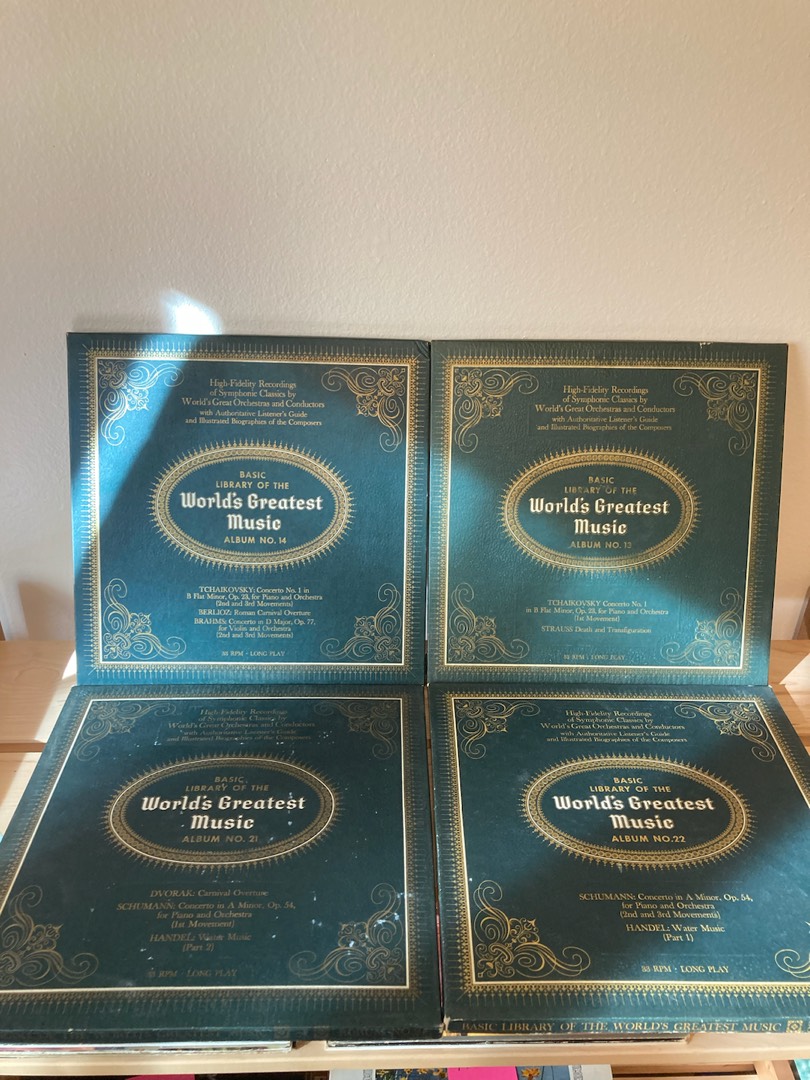 High-Fidelity Recordings
of Symphonic Classics by
World's Great Orchestras and Conductors
with Authoritative Listener's Guide
and Illustrated Biographies of the Composers
BASIC
LIBRARY OF THE
World's Greatest
Music
ALBUM NO. 14
TCHAIKOVSKY: Concerto No. 1 in
B Flat Minor, Op. 23, for Piano and Orchestra
(2nd and 3rd Movements)
BERLIOZ: Roman Carnival Overture
BRAHMS: Concerto in D Major, Op. 77,
for Violin and Orchestra
(2nd and 3rd Movements)
33 RPM · LONG PLAY
High-Fidelity Recordings
of Symphonic Classics by
World's Great Orchestras and Conductors
with Authoritative Listener's Guide
and Illustrated Biographies of the Composers
BASIC
LIBRARY OF THE
World's Greatest
Music
ALBUM NO. 13
TCHAIKOVSKY Concerto No. 1
in B Flat Minor, Op. 23, for Piano and Orchestra
(1st Movement)
STRAUSS Death and Transfiguration
33 RPM · LONG PLAY
High-Fidelity Recordings
of Symphonic Classics by
World's Great Orchestras and Conductors
with Authoritative Listener's Guide
and Illustrated Biographies of the Composers
BASIC
LIBRARY OF THE
World's Greatest
Music
ALBUM NO. 21
DVORAK: Carnival Overture
SCHUMANN: Concerto in A Minor, Op. 54,
for Piano and Orchestra
(1st Movement)
HANDEL: Water Music
(Part 2)
33 RPM · LONG PLAY
High-Fidelity Recordings
of Symphonic Classics by
World's Great Orchestras and Conductors
with Authoritative Listener's Guide
and Illustrated Biographies of the Composers
BASIC
LIBRARY OF THE
World's Greatest
Music
ALBUM NO.22
SCHUMANN: Concerto in A Minor, Op. 54,
for Piano and Orchestra
(2nd and 3rd Movements)
HANDEL: Water Music
(Part 1)
33 RPM · LONG PLAY
BASIC LIBRARY OF THE WORLD'S GREATEST MUSIC